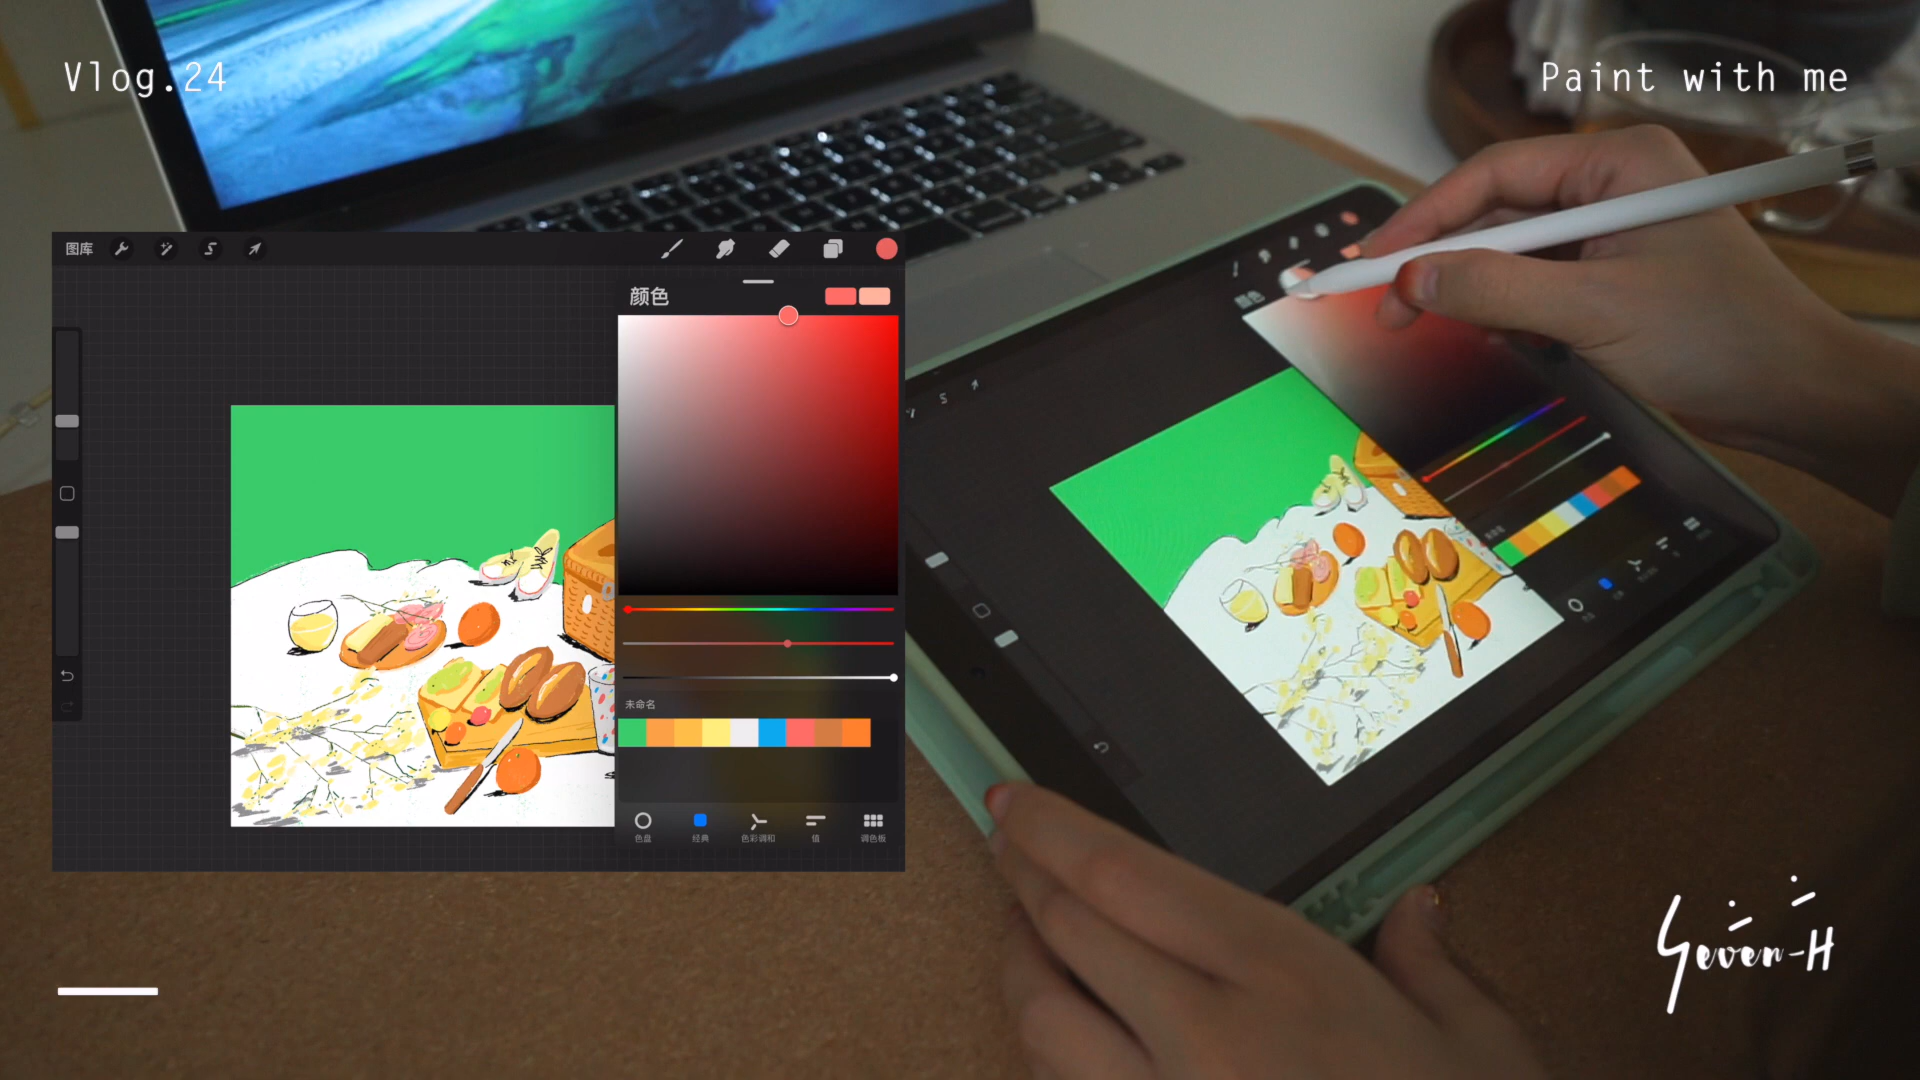 Vlog.24
Paint with me
图库
颜色
未命名
色盘
经典
色彩调和
值
调色板
Seven-H